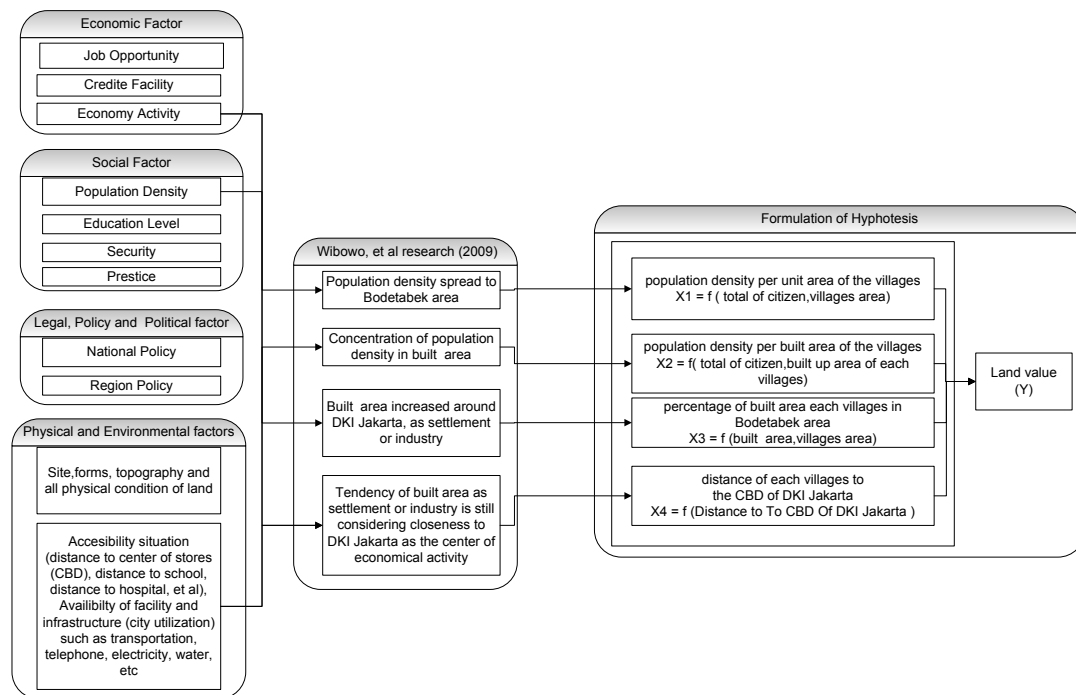 Economic Factor
Job Opportunity
Credite Facility
Economy Activity
Social Factor
Population Density
Education Level
Security
Prestice
Legal, Policy and Political factor
National Policy
Region Policy
Physical and Environmental factors
Site,forms, topography and
all physical condition of land
Accesibility situation
(distance to center of stores
(CBD), distance to school,
distance to hospital, et al),
Availibilty of facility and
infrastructure (city utilization)
such as transportation,
telephone, electricity, water,
etc
Wibowo, et al research (2009)
Population density spread to
Bodetabek area
Concentration of population
density in built area
Built area increased around
DKI Jakarta, as settlement
or industry
Tendency of built area as
settlement or industry is still
considering closeness to
DKI Jakarta as the center of
economical activity
Formulation of Hyphotesis
population density per unit area of the villages
X1 = f ( total of citizen,villages area)
population density per built area of the villages
X2 = f( total of citizen,built up area of each
villages)
percentage of built area each villages in
Bodetabek area
X3 = f (built area,villages area)
distance of each villages to
the CBD of DKI Jakarta
X4 = f (Distance to To CBD Of DKI Jakarta )
Land value
(Y)